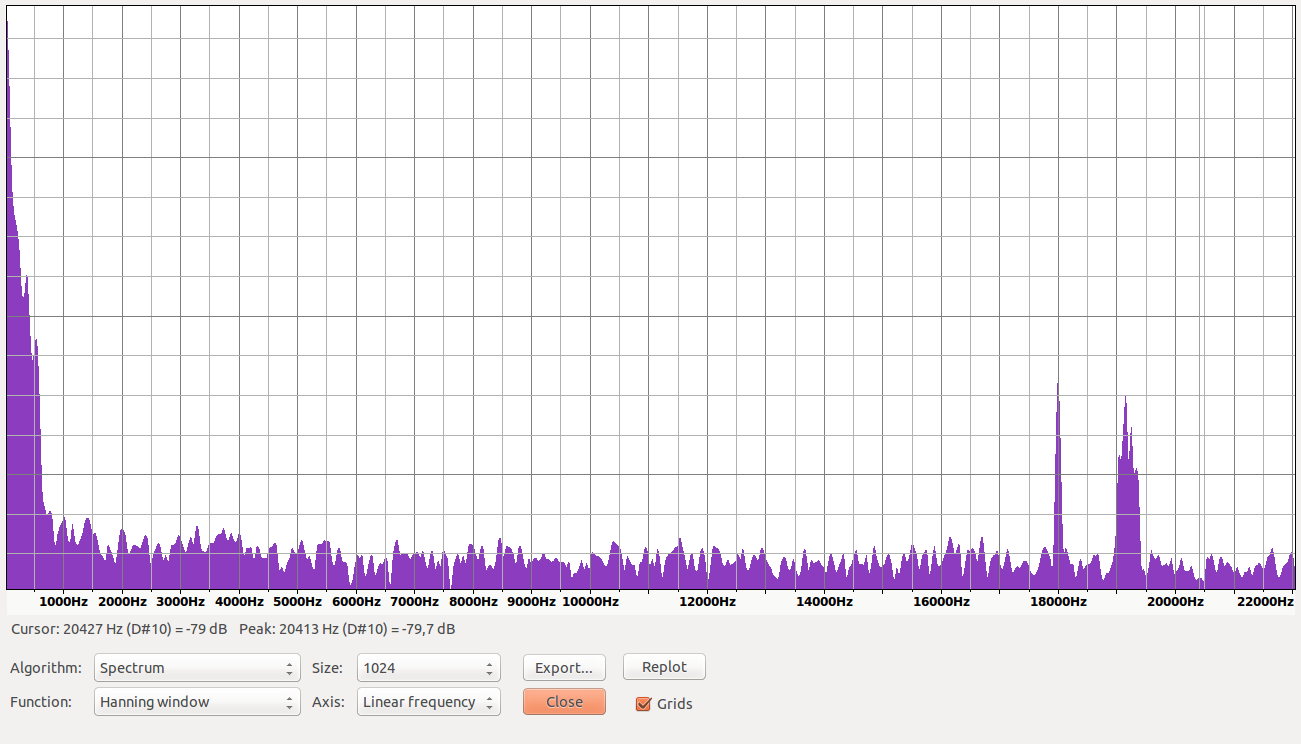 1000Hz 2000Hz 3000Hz 4000Hz 5000Hz 6000Hz 7000Hz 8000Hz 9000Hz 10000Hz 12000Hz 14000Hz 16000Hz 18000Hz 20000Hz 22000Hz
Cursor: 20427 Hz (D#10) = -79 dB Peak: 20413 Hz (D#10) = -79,7 dB
Algorithm: Spectrum Size: 1024 Export... Replot
Function: Hanning window Axis: Linear frequency Close Grids